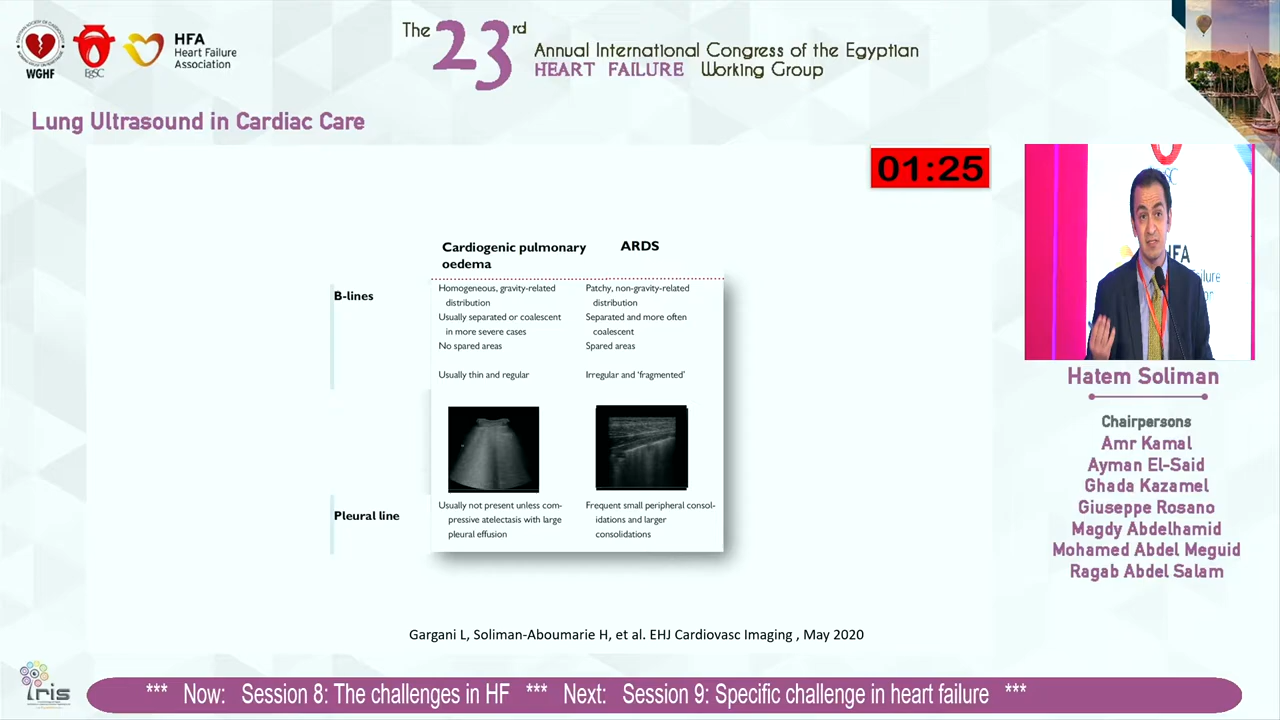 WGHF
EgSC
HFA
Heart Failure
Association
The 23rd
Annual International Congress of the Egyptian
HEART FAILURE Working Group
Lung Ultrasound in Cardiac Care
01:25
Cardiogenic pulmonary
oedema
ARDS
B-lines
Homogeneous, gravity-related
distribution
Usually separated or coalescent
in more severe cases
No spared areas
Usually thin and regular
Patchy, non-gravity-related
distribution
Separated and more often
coalescent
Spared areas
Irregular and ‘fragmented’
Pleural line
Usually not present unless com-
pressive atelectasis with large
pleural effusion
Frequent small peripheral consol-
idations and larger
consolidations
Gargani L, Soliman-Aboumarie H, et al. EHJ Cardiovasc Imaging , May 2020
HFA
Hatem Soliman
Chairpersons
Amr Kamal
Ayman El-Said
Ghada Kazamel
Giuseppe Rosano
Magdy Abdelhamid
Mohamed Abdel Meguid
Ragab Abdel Salam
iris
*** Now: Session 8: The challenges in HF *** Next: Session 9: Specific challenge in heart failure ***